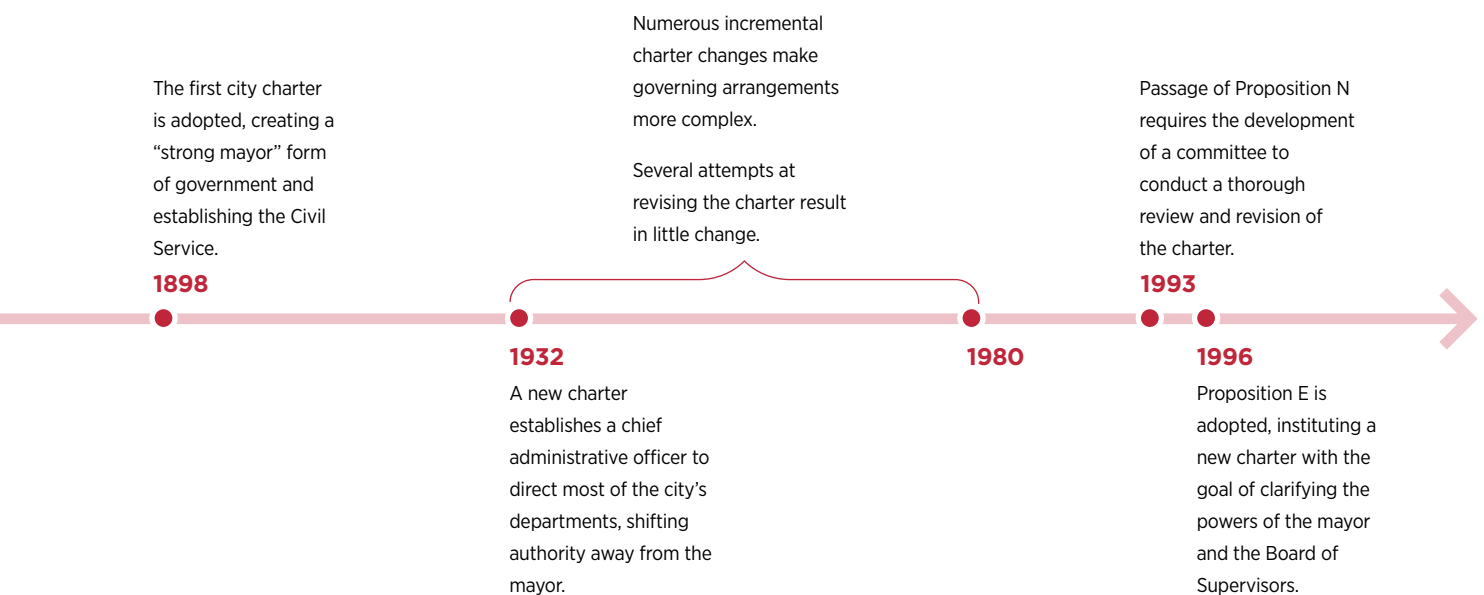 The first city charter
is adopted, creating a
“strong mayor” form
of government and
establishing the Civil
Service.
1898
1932
A new charter
establishes a chief
administrative officer to
direct most of the city’s
departments, shifting
authority away from the
mayor.
Numerous incremental
charter changes make
governing arrangements
more complex.
Several attempts at
revising the charter result
in little change.
1980
Passage of Proposition N
requires the development
of a committee to
conduct a thorough
review and revision of
the charter.
1993
1996
Proposition E is
adopted, instituting a
new charter with the
goal of clarifying the
powers of the mayor
and the Board of
Supervisors.